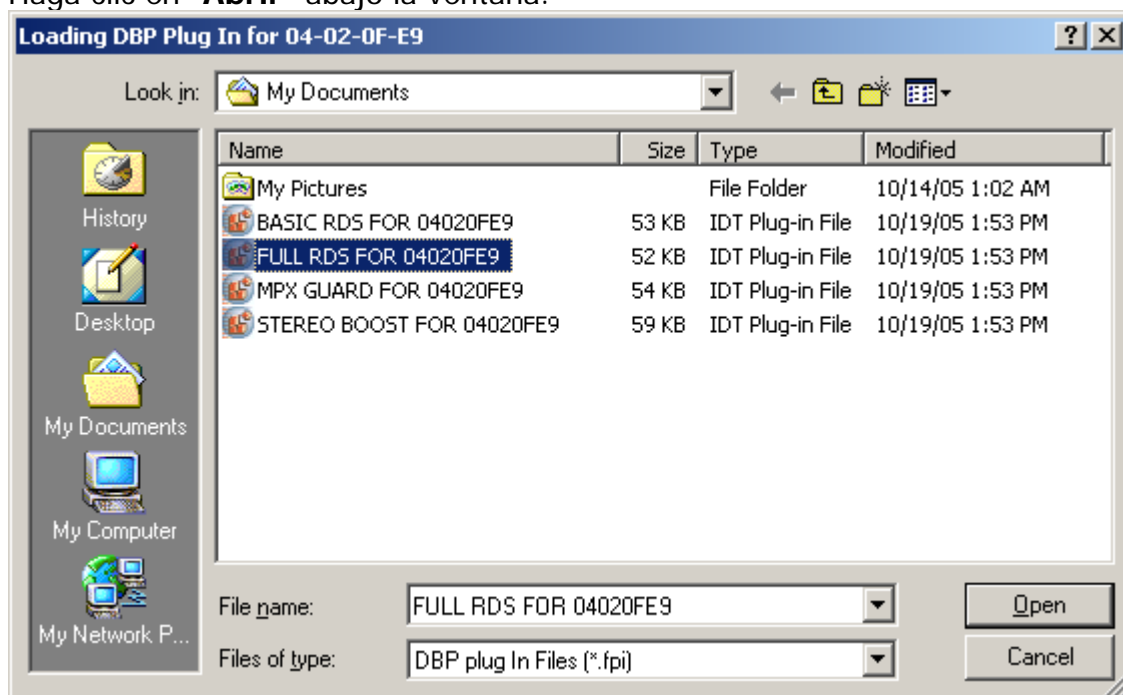 Haga clic en "Abrir" abajo la ventana.
Loading DBP Plug In for 04-02-0F-E9
Look in: My Documents
Name Size Type Modified
My Pictures File Folder 10/14/05 1:02 AM
BASIC RDS FOR 04020FE9 53 KB IDT Plug-in File 10/19/05 1:53 PM
FULL RDS FOR 04020FE9 52 KB IDT Plug-in File 10/19/05 1:53 PM
MPX GUARD FOR 04020FE9 54 KB IDT Plug-in File 10/19/05 1:53 PM
STEREO BOOST FOR 04020FE9 59 KB IDT Plug-in File 10/19/05 1:53 PM
History
Desktop
My Documents
My Computer
My Network P...
File name: FULL RDS FOR 04020FE9 Open
Files of type: DBP plug In Files (*.fpi) Cancel